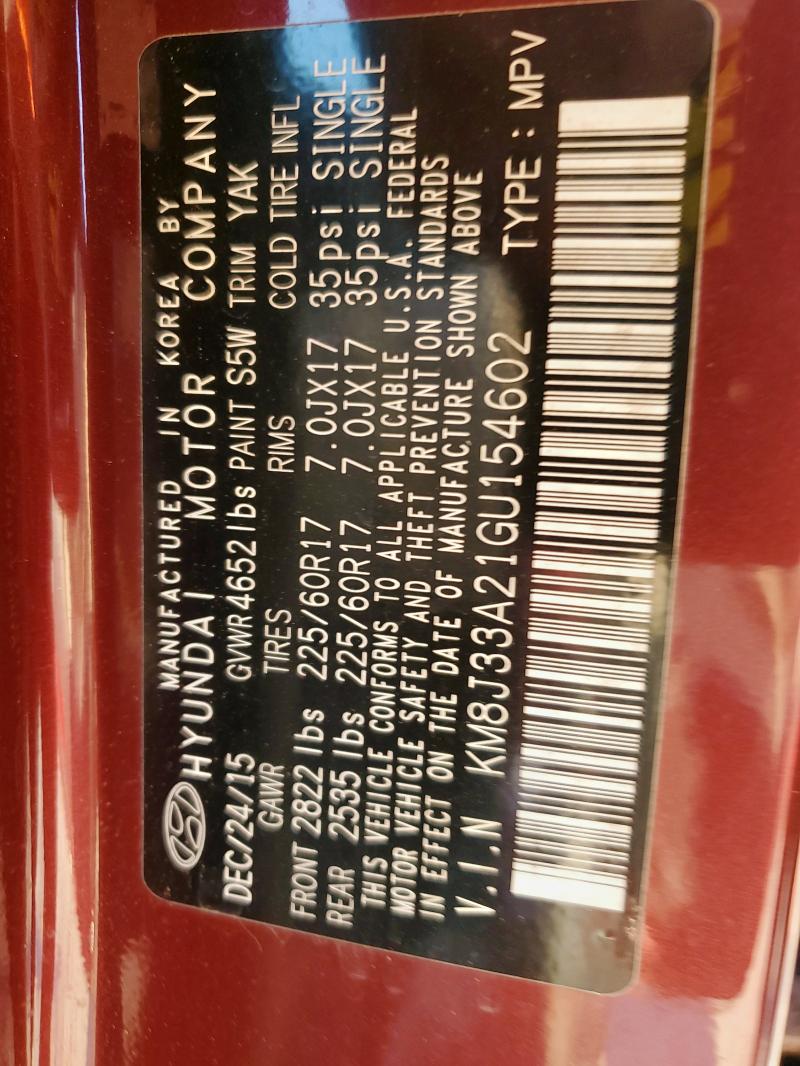 MANUFACTURED IN KOREA BY
HYUNDAI MOTOR COMPANY
DEC/24/15 GVWR 4652 lbs PAINT S5W TRIM YAK
GAWR TIRES RIMS COLD TIRE INFL
FRONT 2822 lbs 225/60R17 7.0JX17 35psi SINGLE
REAR 2535 lbs 225/60R17 7.0JX17 35psi SINGLE
THIS VEHICLE CONFORMS TO ALL APPLICABLE U.S.A. FEDERAL
MOTOR VEHICLE SAFETY AND THEFT PREVENTION STANDARDS
IN EFFECT ON THE DATE OF MANUFACTURE SHOWN ABOVE
V.I.N KM8J33A21GU154602 TYPE : MPV